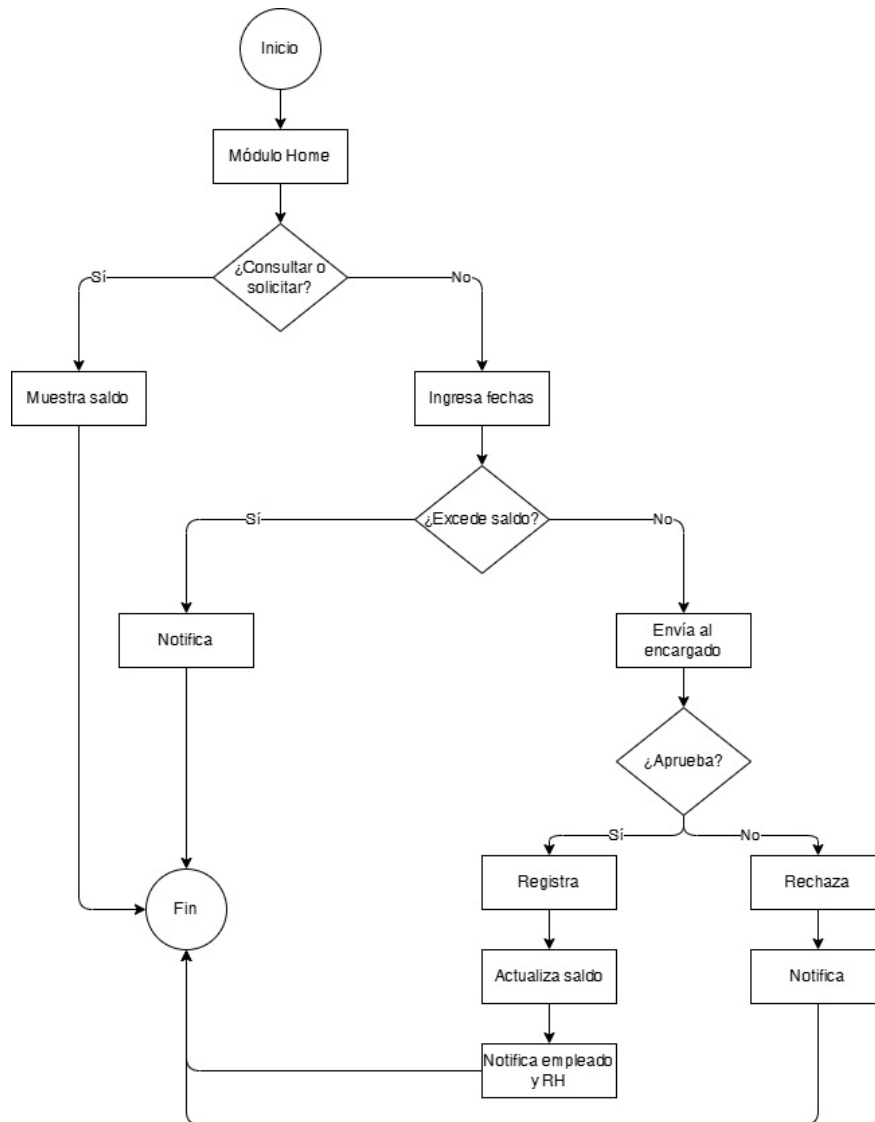 Inicio
Módulo Home
¿Consultar o
solicitar?
Sí
No
Muestra saldo
Ingresa fechas
¿Excede saldo?
Sí
No
Notifica
Envía al
encargado
¿Aprueba?
Sí
No
Registra
Rechaza
Fin
Actualiza saldo
Notifica
Notifica empleado
y RH